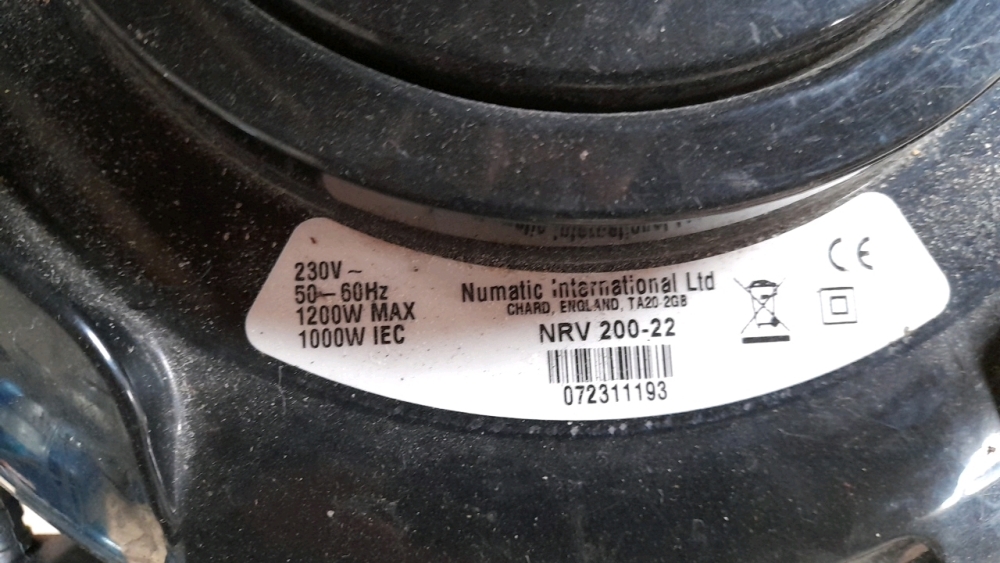 230V ~
50 – 60Hz
1200W MAX
1000W IEC
Numatic International Ltd
CHARD, ENGLAND, TA20 2GB
NRV 200-22
072311193
CE